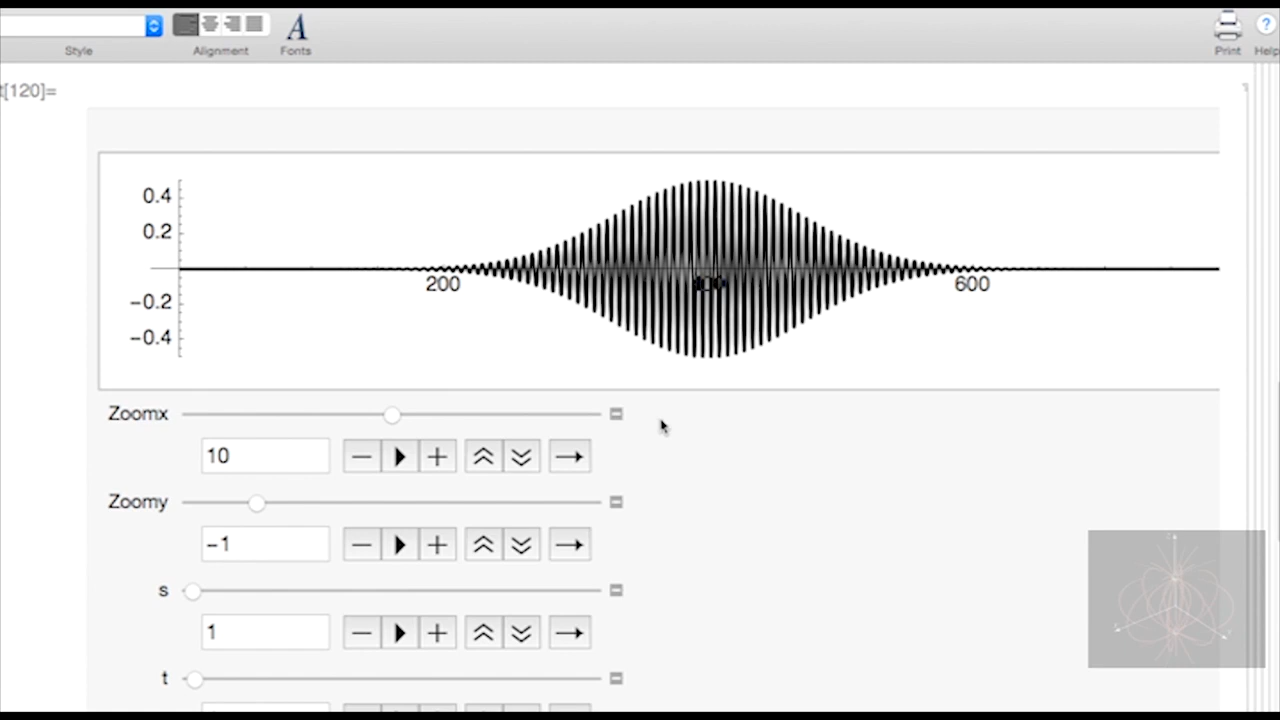 Style
Alignment
A
Fonts
Print
?
Help
t[120]=
0.4
0.2
200
600
−0.2
−0.4
Zoomx
10
Zoomy
−1
s
1
t